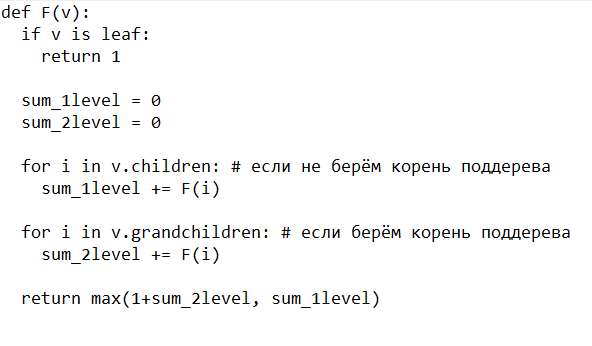 def F(v):
  if v is leaf:
    return 1
  sum_1level = 0
  sum_2level = 0
  for i in v.children: # если не берём корень поддерева
    sum_1level += F(i)
  for i in v.grandchildren: # если берём корень поддерева
    sum_2level += F(i)
  return max(1+sum_2level, sum_1level)